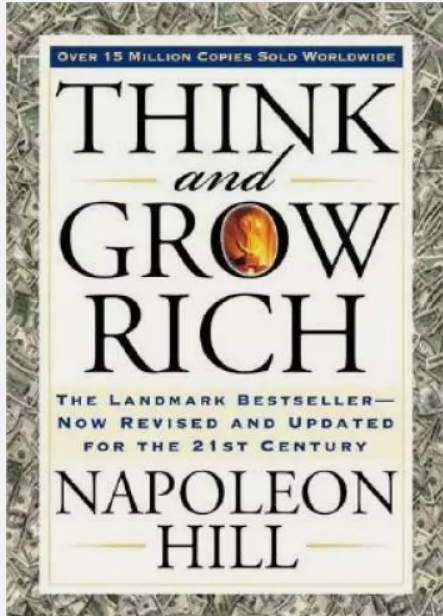 OVER 15 MILLION COPIES SOLD WORLDWIDE
THINK
and
GROW
RICH
THE LANDMARK BESTSELLER—
NOW REVISED AND UPDATED
FOR THE 21ST CENTURY
NAPOLEON
HILL